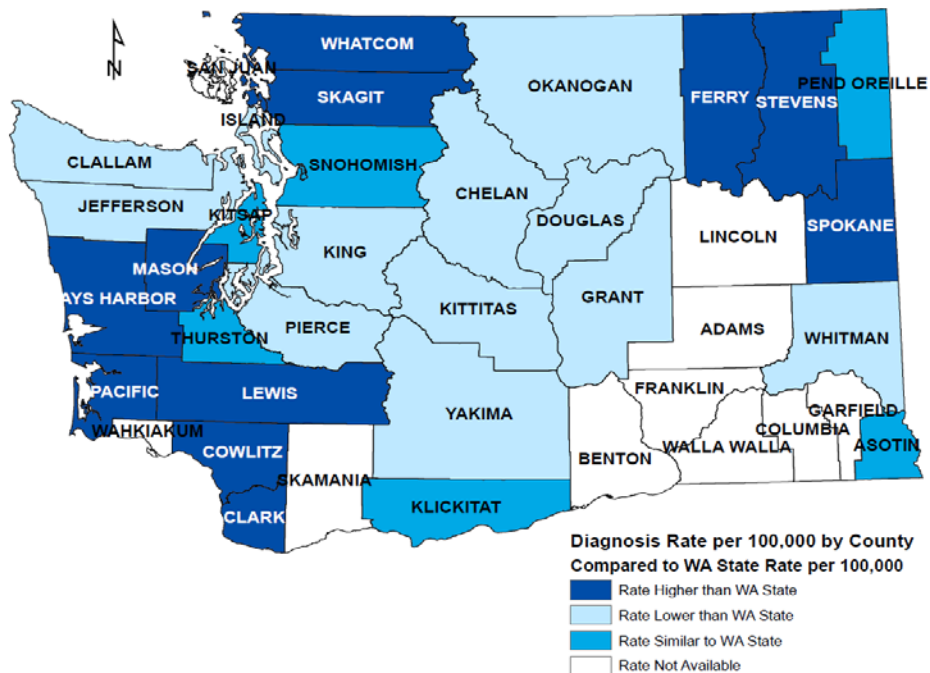 WHATCOM
SAN JUAN
SKAGIT
OKANOGAN
FERRY
STEVENS
PEND OREILLE
N
ISLAND
CLALLAM
SNOHOMISH
CHELAN
JEFFERSON
KITSAP
DOUGLAS
LINCOLN
SPOKANE
KING
MASON
AYS HARBOR
KITTITAS
GRANT
ADAMS
THURSTON
PIERCE
WHITMAN
PACIFIC
LEWIS
YAKIMA
FRANKLIN
GARFIELD
COLUMBIA
WAHKIAKUM
COWLITZ
WALLA WALLA
ASOTIN
BENTON
SKAMANIA
KLICKITAT
CLARK
Diagnosis Rate per 100,000 by County
Compared to WA State Rate per 100,000
Rate Higher than WA State
Rate Lower than WA State
Rate Similar to WA State
Rate Not Available